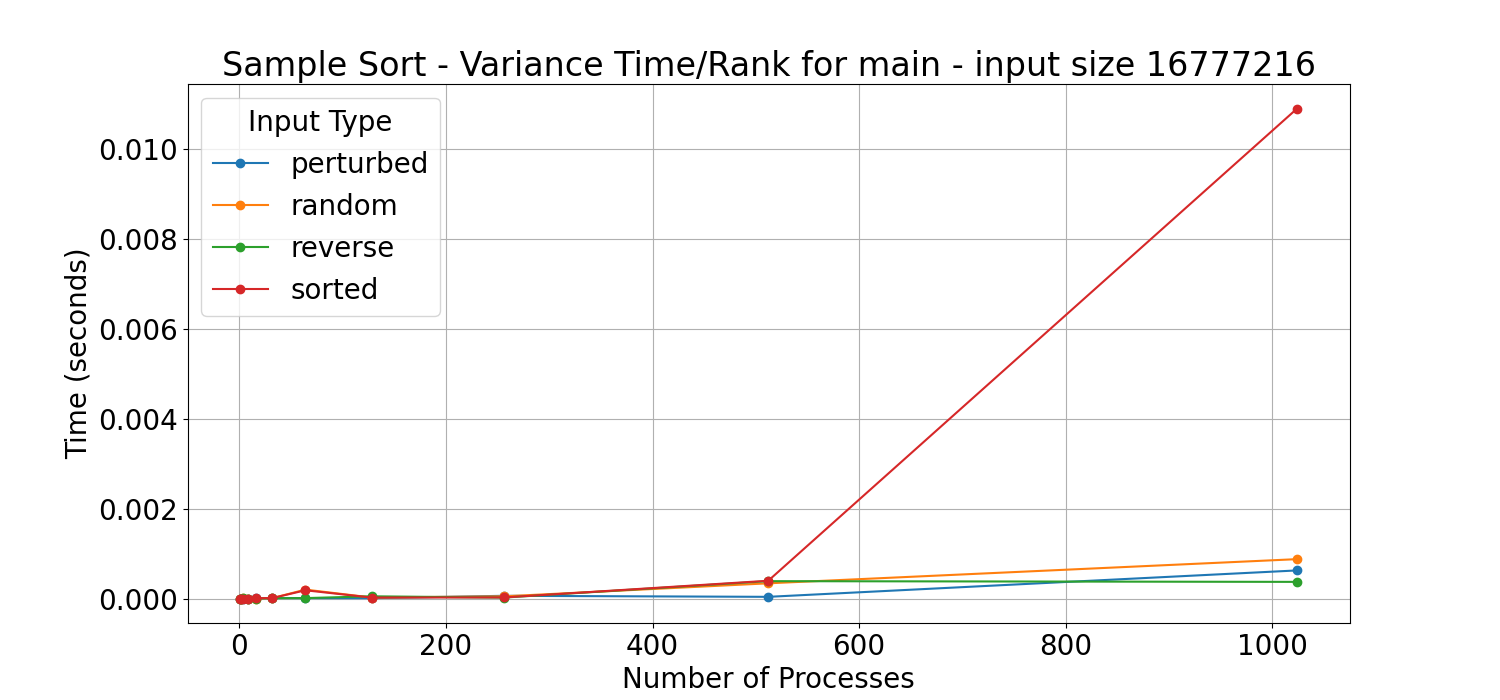 Sample Sort - Variance Time/Rank for main - input size 16777216
Input Type
perturbed
random
reverse
sorted
0.010
0.008
0.006
0.004
0.002
0.000
Time (seconds)
0 200 400 600 800 1000
Number of Processes